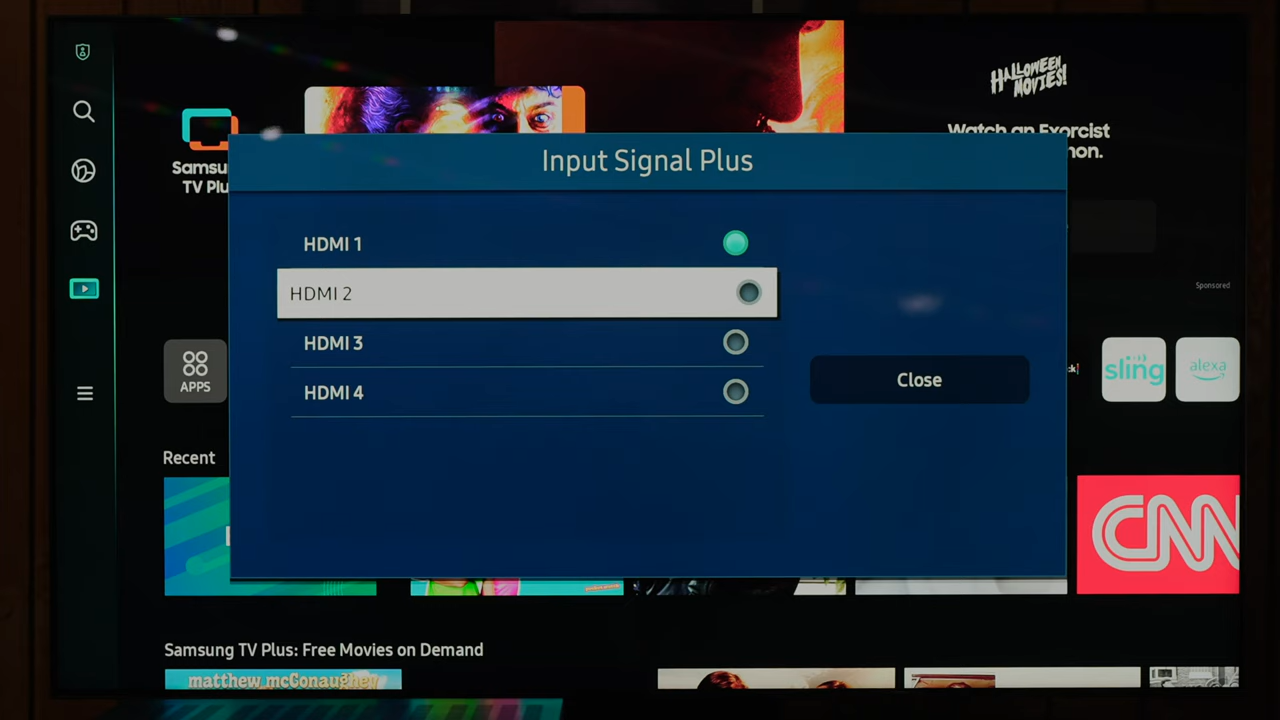 HALLOWEEN
MOVIES!
Watch an Exorcist
Samsu
TV Plu
Input Signal Plus
HDMI 1
HDMI 2
HDMI 3
HDMI 4
Close
Sponsored
APPS
sling
alexa
Recent
CNN
Samsung TV Plus: Free Movies on Demand
matthew mcConaughey